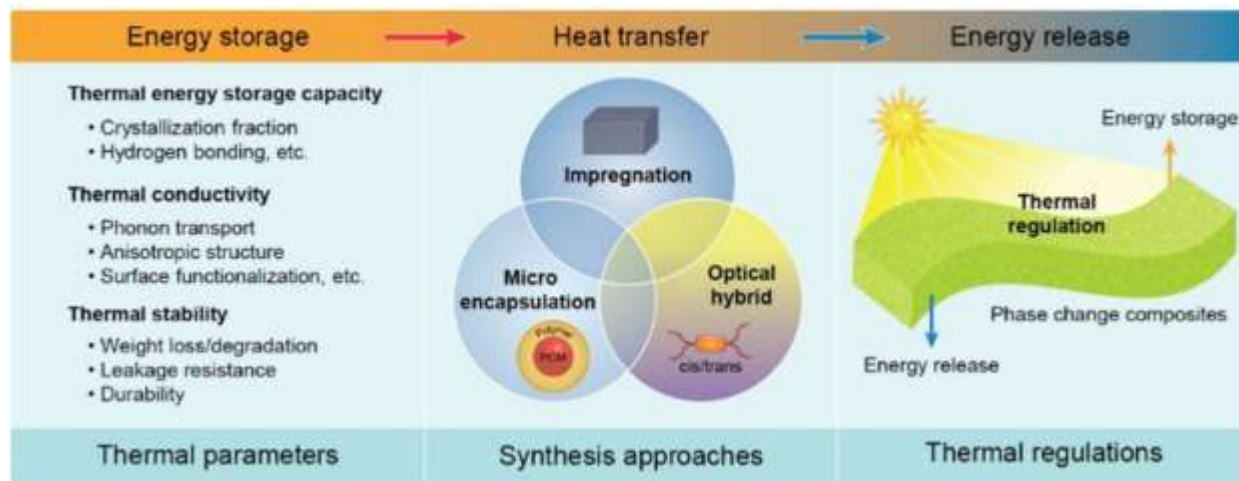 Energy storage
Heat transfer
Energy release
Thermal energy storage capacity
• Crystallization fraction
• Hydrogen bonding, etc.
Thermal conductivity
• Phonon transport
• Anisotropic structure
• Surface functionalization, etc.
Thermal stability
• Weight loss/degradation
• Leakage resistance
• Durability
Impregnation
Micro
encapsulation
Polymer
PCM
Optical
hybrid
cis/trans
Energy storage
Thermal
regulation
Phase change composites
Energy release
Thermal parameters
Synthesis approaches
Thermal regulations